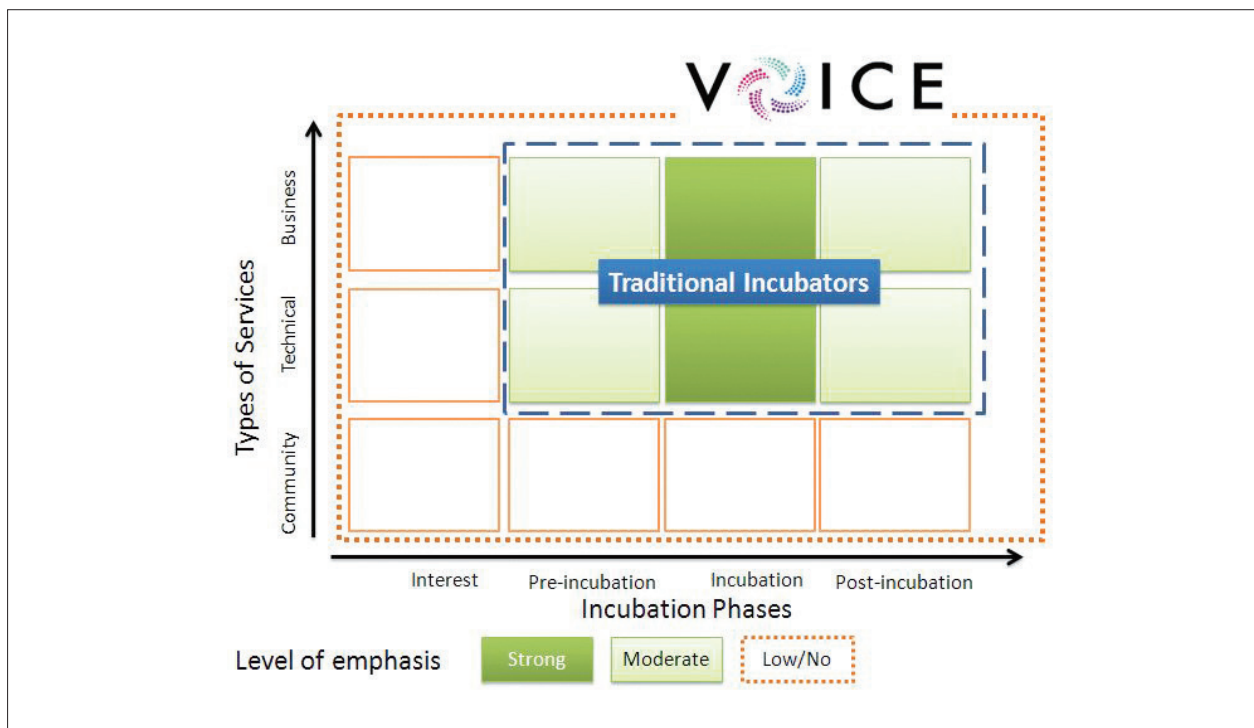 VOICE
Business
Technical
Community
Types of Services
Traditional Incubators
Interest
Pre-incubation
Incubation
Post-incubation
Incubation Phases
Level of emphasis
Strong
Moderate
Low/No